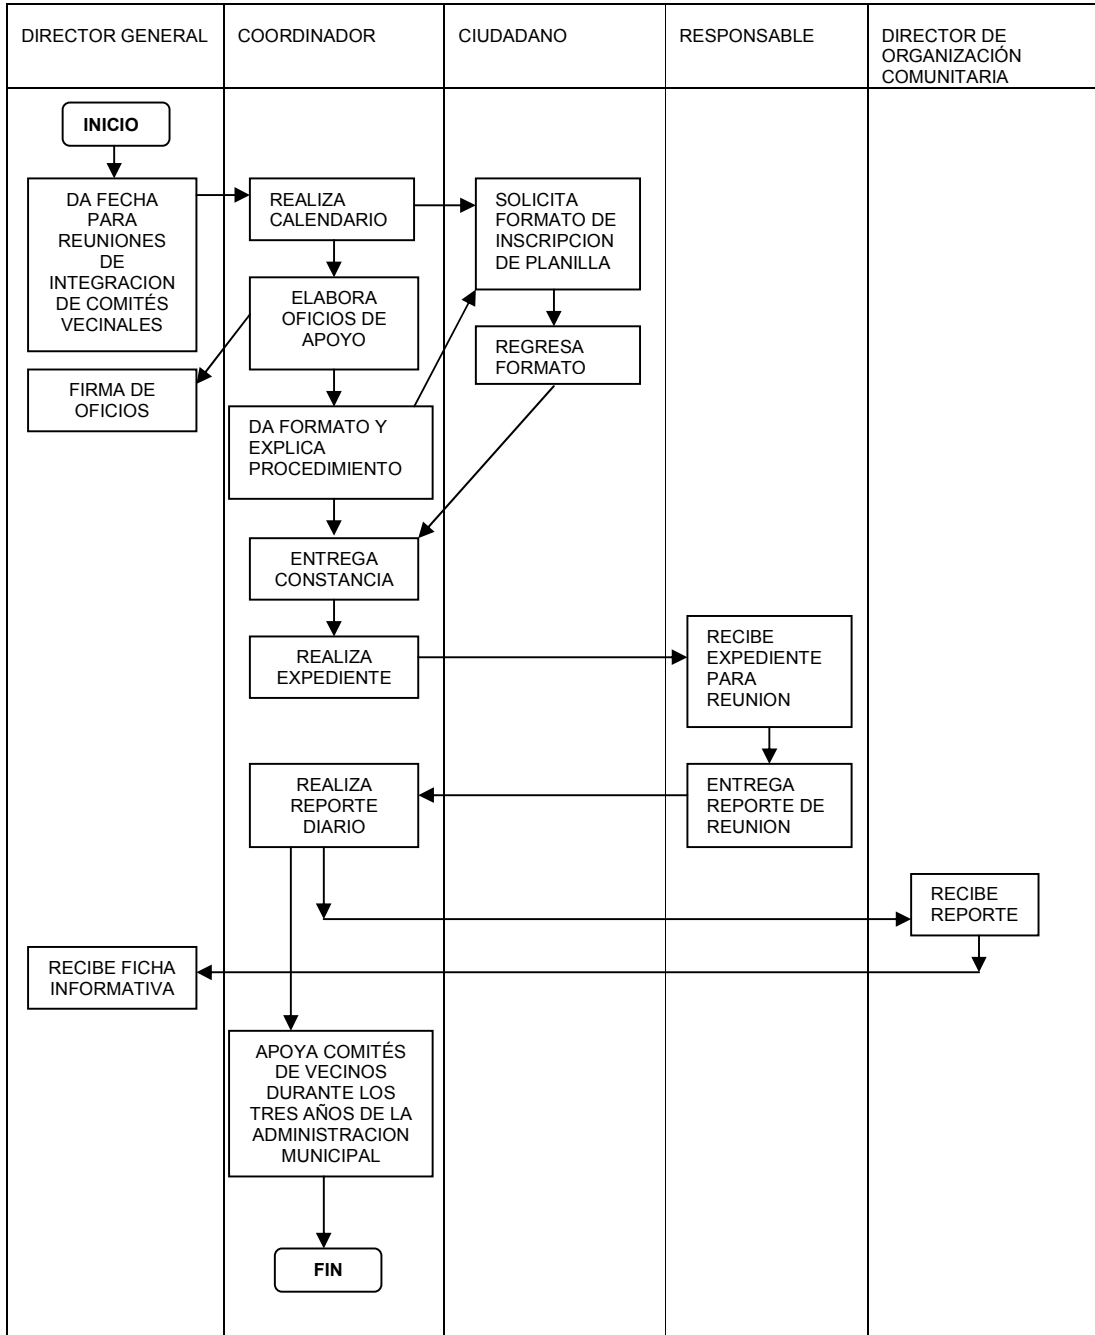 DIRECTOR GENERAL
COORDINADOR
CIUDADANO
RESPONSABLE
DIRECTOR DE
ORGANIZACIÓN
COMUNITARIA
INICIO
DA FECHA
PARA
REUNIONES
DE
INTEGRACION
DE COMITÉS
VECINALES
REALIZA
CALENDARIO
SOLICITA
FORMATO DE
INSCRIPCION
DE PLANILLA
ELABORA
OFICIOS DE
APOYO
REGRESA
FORMATO
FIRMA DE
OFICIOS
DA FORMATO Y
EXPLICA
PROCEDIMIENTO
ENTREGA
CONSTANCIA
REALIZA
EXPEDIENTE
RECIBE
EXPEDIENTE
PARA
REUNION
REALIZA
REPORTE
DIARIO
ENTREGA
REPORTE DE
REUNION
RECIBE
REPORTE
RECIBE FICHA
INFORMATIVA
APOYA COMITÉS
DE VECINOS
DURANTE LOS
TRES AÑOS DE LA
ADMINISTRACION
MUNICIPAL
FIN